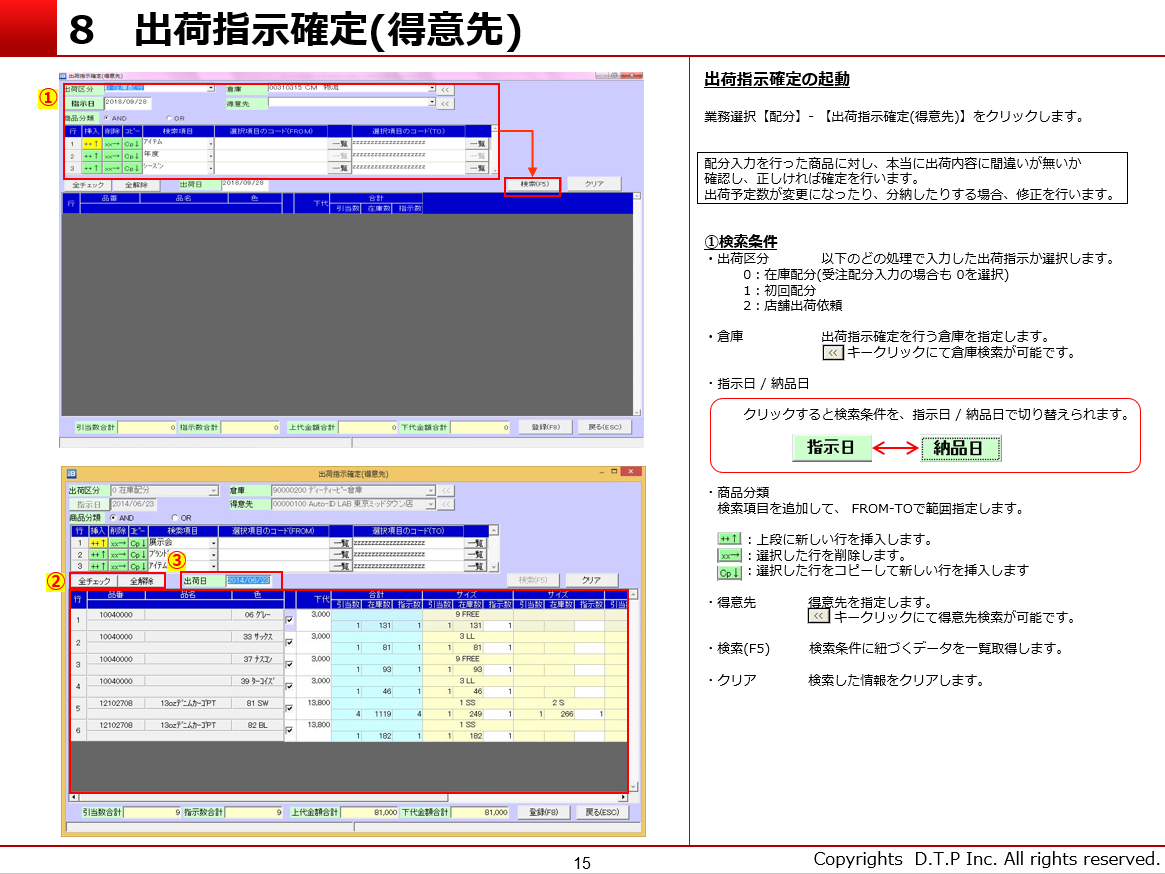 8 出荷指示確定(得意先)
出荷指示確定(得意先)
①
出荷区分
倉庫 00310315 CM 物流 <<
指示日 2018/09/28 得意先 <<
商品分類 AND OR
行 挿入 削除 コピー 検索項目 選択項目のコード(FROM) 選択項目のコード(TO)
1 ++↑ xx→ Cp↓ アイテム 一覧 zzzzzzzzzzzzzzzzzzzz 一覧
2 ++↑ xx→ Cp↓ 年度 一覧 zzzzzzzzzzzzzzzzzzzz 一覧
3 ++↑ xx→ Cp↓ シーズン 一覧 zzzzzzzzzzzzzzzzzzzz 一覧
全チェック 全解除 出荷日 2018/09/28 検索(F5) クリア
行 品番 品名 色 下代 合計
引当数 在庫数 指示数
引当数合計 0 指示数合計 0 上代金額合計 0 下代金額合計 0 登録(F8) 戻る(ESC)
出荷指示確定(得意先)
出荷区分 0 在庫配分 倉庫 90000200 ディーティーピー倉庫 <<
指示日 2014/06/23 得意先 00000100 Auto-ID LAB 東京ミッドタウン店 <<
商品分類 AND OR
行 挿入 削除 コピー 検索項目 選択項目のコード(FROM) 選択項目のコード(TO)
1 ++↑ xx→ Cp↓ 展示会 一覧 zzzzzzzzzzzzzzzzzzzz 一覧
2 ++↑ xx→ Cp↓ ブランド 一覧 zzzzzzzzzzzzzzzzzzzz 一覧
3 ++↑ xx→ Cp↓ アイテム 一覧 zzzzzzzzzzzzzzzzzzzz 一覧
② 全チェック 全解除 ③ 出荷日 2014/06/23 検索(F5) クリア
行 品番 品名 色 下代 合計 サイズ サイズ
引当数 在庫数 指示数 引当数 在庫数 指示数 引当数 在庫数 指示数 引当
1 10040000 06 グレー 3,000 9 FREE
1 131 1 1 131 1
2 10040000 33 サックス 3,000 3 LL
1 81 1 1 81 1
3 10040000 37 ナスコン 3,000 9 FREE
1 93 1 1 93 1
4 10040000 39 ターコイズ 3,000 3 LL
1 46 1 1 46 1
5 12102708 13ozデニムカーゴPT 81 SW 13,800 1 SS 2 S
4 1119 4 1 249 1 1 266 1
6 12102708 13ozデニムカーゴPT 82 BL 13,800 1 SS
1 182 1 1 182 1
引当数合計 9 指示数合計 9 上代金額合計 81,000 下代金額合計 81,000 登録(F8) 戻る(ESC)
出荷指示確定の起動
業務選択【配分】- 【出荷指示確定(得意先)】をクリックします。
配分入力を行った商品に対し、本当に出荷内容に間違いが無いか
確認し、正しければ確定を行います。
出荷予定数が変更になったり、分納したりする場合、修正を行います。
①検索条件
・出荷区分 以下のどの処理で入力した出荷指示か選択します。
0：在庫配分(受注配分入力の場合も 0を選択)
1：初回配分
2：店舗出荷依頼
・倉庫 出荷指示確定を行う倉庫を指定します。
<< キークリックにて倉庫検索が可能です。
・指示日 / 納品日
クリックすると検索条件を、指示日 / 納品日で切り替えられます。
指示日 納品日
・商品分類
検索項目を追加して、 FROM-TOで範囲指定します。
++↑ ：上段に新しい行を挿入します。
xx→ ：選択した行を削除します。
Cp↓ ：選択した行をコピーして新しい行を挿入します
・得意先 得意先を指定します。
<< キークリックにて得意先検索が可能です。
・検索(F5) 検索条件に紐づくデータを一覧取得します。
・クリア 検索した情報をクリアします。
15
Copyrights D.T.P Inc. All rights reserved.